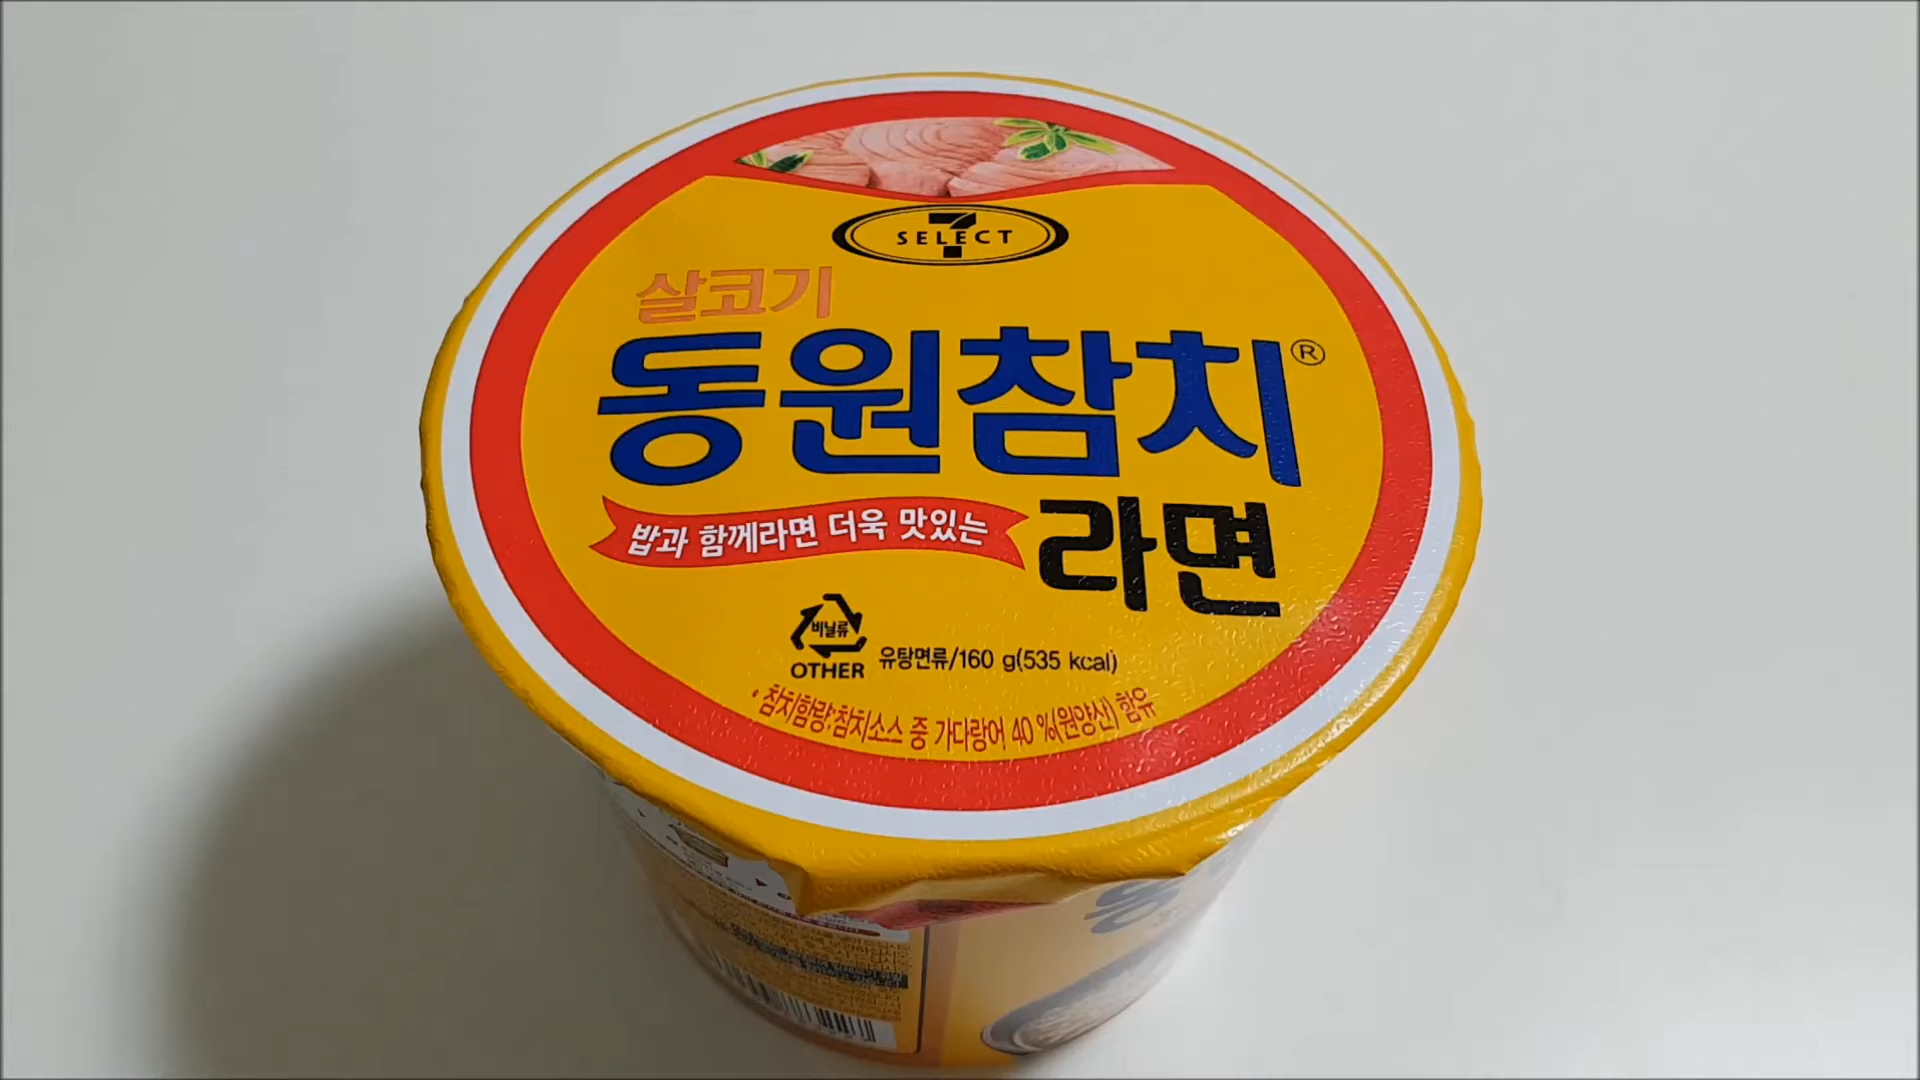 7
SELECT
살코기
동원참치®
밥과 함께라면 더욱 맛있는
라면
비닐류
OTHER
유탕면류/160 g(535 kcal)
• 참치함량:참치소스 중 가다랑어 40 %(원양산) 함유
동